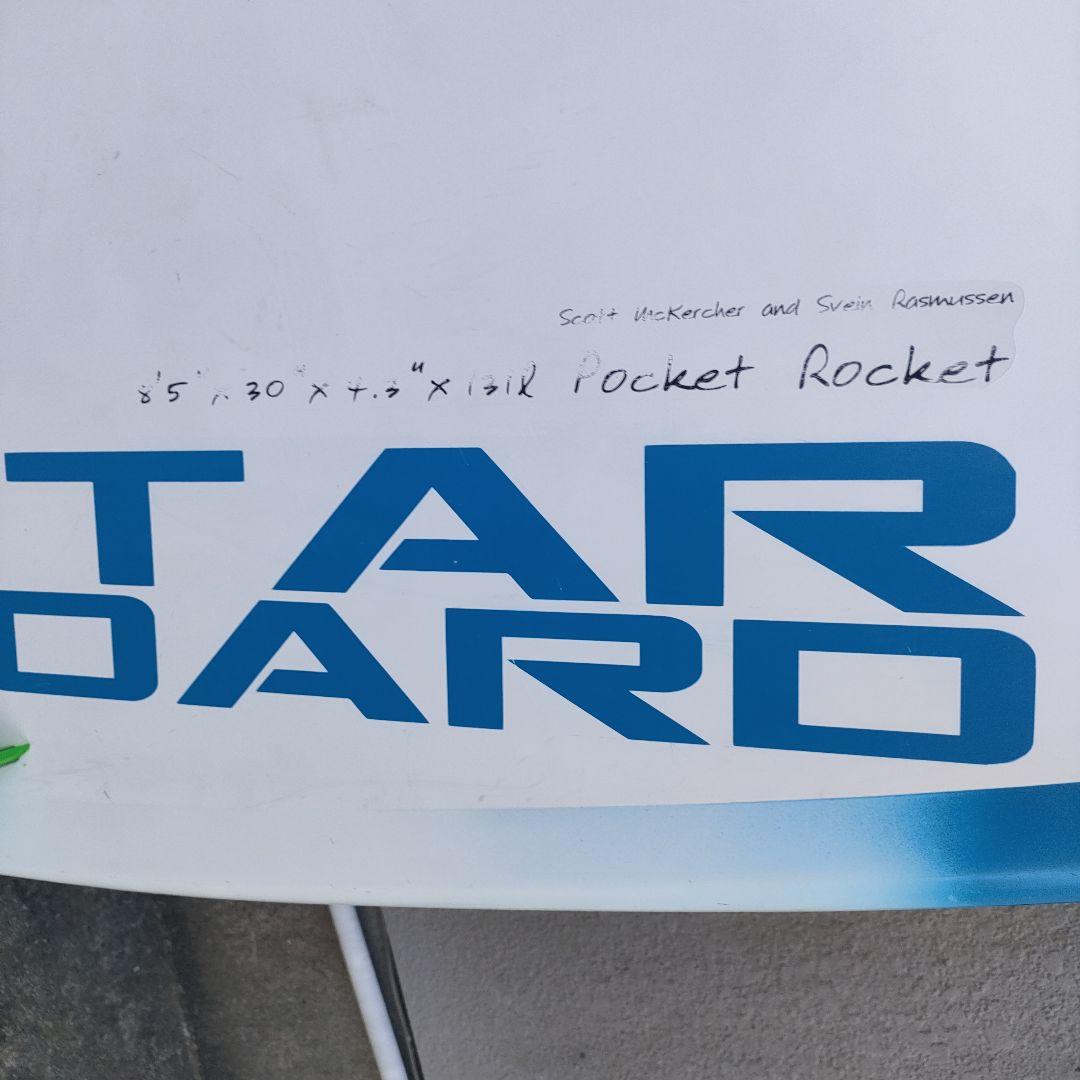 Scott McKercher and Svein Rasmussen
8'5" x 30" x 4.3" x 131l Pocket Rocket
TAR
OARD